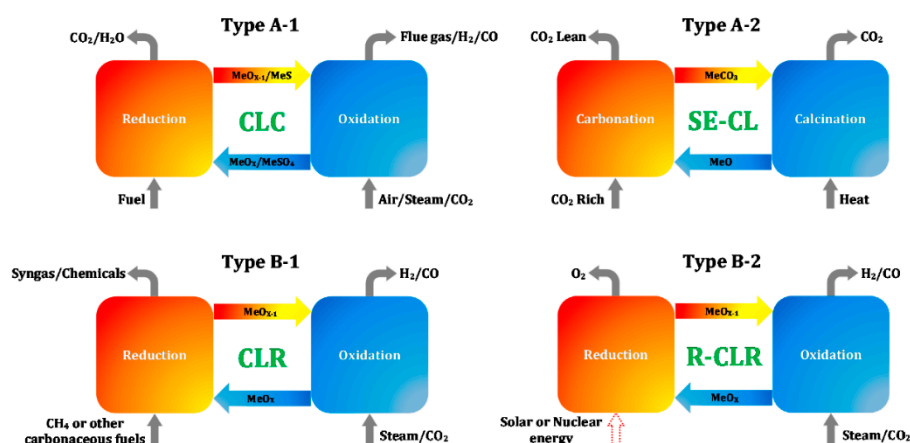 Type A-1
CO₂/H₂O
Flue gas/H₂/CO
MeOₓ₋₁/MeS
Reduction
CLC
Oxidation
MeOₓ/MeSO₄
Fuel
Air/Steam/CO₂
Type A-2
CO₂ Lean
CO₂
MeCO₃
Carbonation
SE-CL
Calcination
MeO
CO₂ Rich
Heat
Type B-1
Syngas/Chemicals
H₂/CO
MeOₓ₋₁
Reduction
CLR
Oxidation
MeOₓ
CH₄ or other
carbonaceous fuels
Steam/CO₂
Type B-2
O₂
H₂/CO
MeOₓ₋₁
Reduction
R-CLR
Oxidation
MeOₓ
Solar or Nuclear
energy
Steam/CO₂